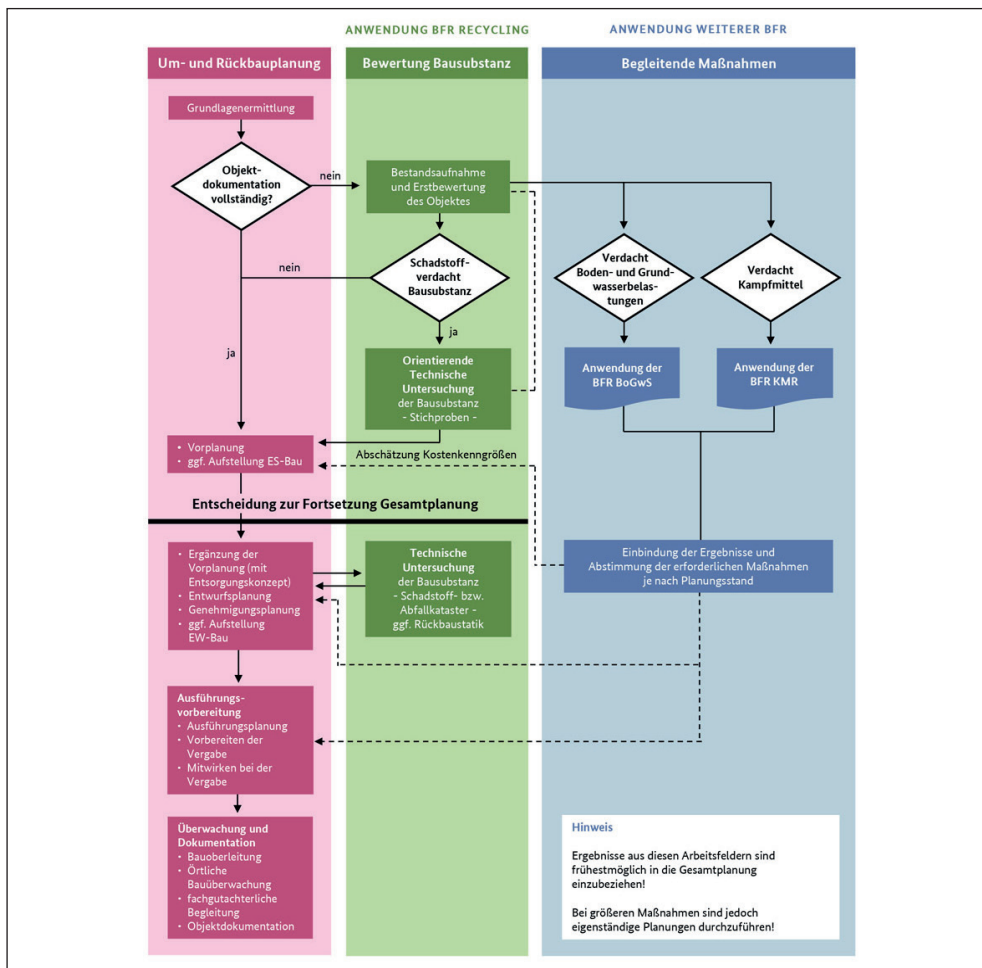 ANWENDUNG BFR RECYCLING
ANWENDUNG WEITERER BFR
Um- und Rückbauplanung
Bewertung Bausubstanz
Begleitende Maßnahmen
Grundlagenermittlung
Objekt-
dokumentation
vollständig?
nein
Bestandsaufnahme
und Erstbewertung
des Objektes
nein
Schadstoff-
verdacht
Bausubstanz
Verdacht
Boden- und Grund-
wasserbelas-
tungen
Verdacht
Kampfmittel
ja
ja
Orientierende
Technische
Untersuchung
der Bausubstanz
- Stichproben -
Anwendung der
BFR BoGwS
Anwendung der
BFR KMR
• Vorplanung
• ggf. Aufstellung ES-Bau
Abschätzung Kostenkenngrößen
Entscheidung zur Fortsetzung Gesamtplanung
• Ergänzung der
Vorplanung (mit
Entsorgungskonzept)
• Entwurfsplanung
• Genehmigungsplanung
• ggf. Aufstellung
EW-Bau
Technische
Untersuchung
der Bausubstanz
- Schadstoff- bzw.
Abfallkataster -
ggf. Rückbaustatik
Einbindung der Ergebnisse und
Abstimmung der erforderlichen Maßnahmen
je nach Planungsstand
Ausführungs-
vorbereitung
• Ausführungsplanung
• Vorbereiten der
Vergabe
• Mitwirken bei der
Vergabe
Überwachung und
Dokumentation
• Bauoberleitung
• Örtliche
Bauüberwachung
• fachgutachterliche
Begleitung
• Objektdokumentation
Hinweis
Ergebnisse aus diesen Arbeitsfeldern sind
frühestmöglich in die Gesamtplanung
einzubeziehen!
Bei größeren Maßnahmen sind jedoch
eigenständige Planungen durchzuführen!